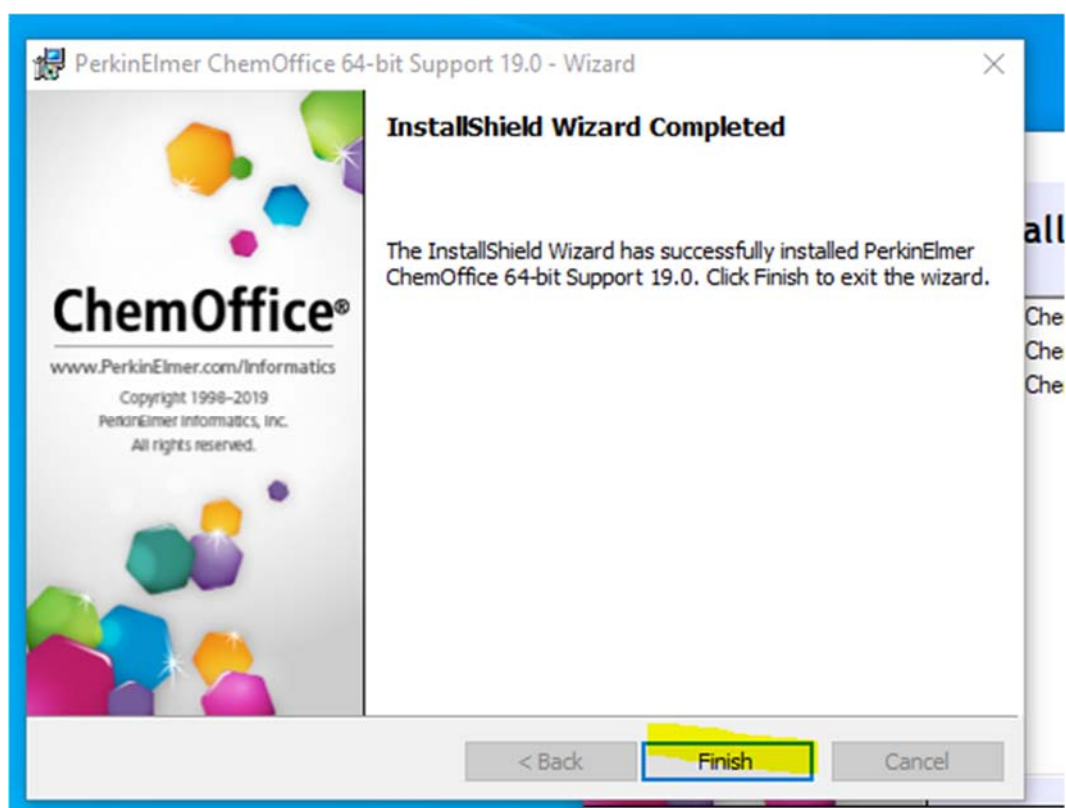 PerkinElmer ChemOffice 64-bit Support 19.0 - Wizard
InstallShield Wizard Completed
The InstallShield Wizard has successfully installed PerkinElmer
ChemOffice 64-bit Support 19.0. Click Finish to exit the wizard.
ChemOffice®
www.PerkinElmer.com/Informatics
Copyright 1998–2019
PerkinElmer Informatics, Inc.
All rights reserved.
all
Che
Che
Che
< Back
Finish
Cancel